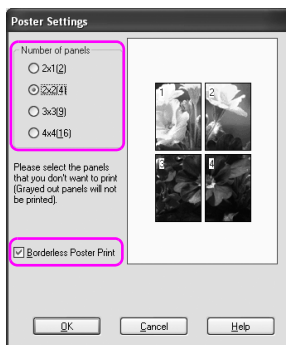 Poster Settings
Number of panels
2x1(2)
2x2(4)
3x3(9)
4x4(16)
1
2
3
4
Please select the panels
that you don't want to print
(Grayed out panels will not
be printed).
Borderless Poster Print
OK
Cancel
Help